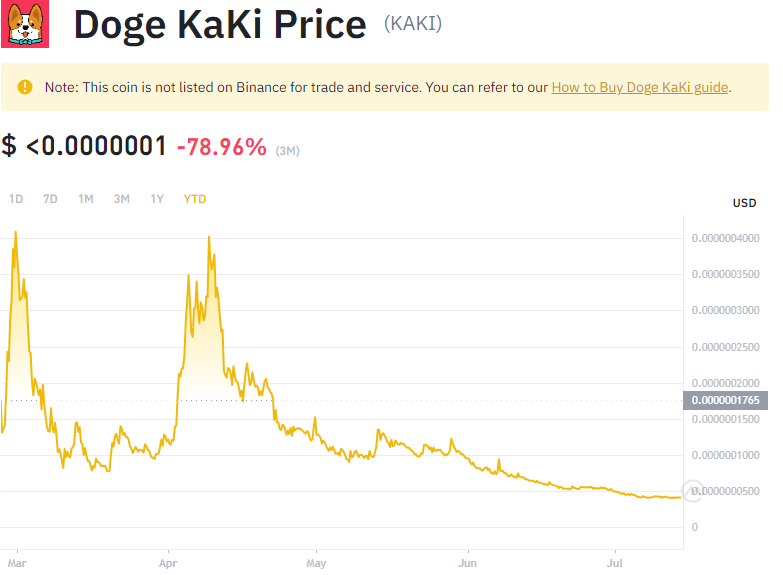 Doge KaKi Price (KAKI)
Note: This coin is not listed on Binance for trade and service. You can refer to our How to Buy Doge KaKi guide.
$ <0.0000001 -78.96% (3M)
1D 7D 1M 3M 1Y YTD
USD
0.0000004000
0.0000003500
0.0000003000
0.0000002500
0.0000002000
0.0000001765
0.0000001500
0.0000001000
0.0000000500
0
Mar Apr May Jun Jul